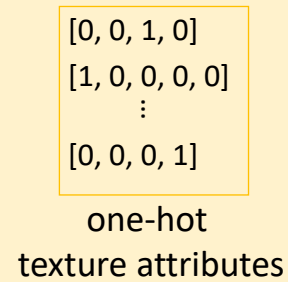 [0, 0, 1, 0]
[1, 0, 0, 0, 0]
⋮
[0, 0, 0, 1]
one-hot
texture attributes